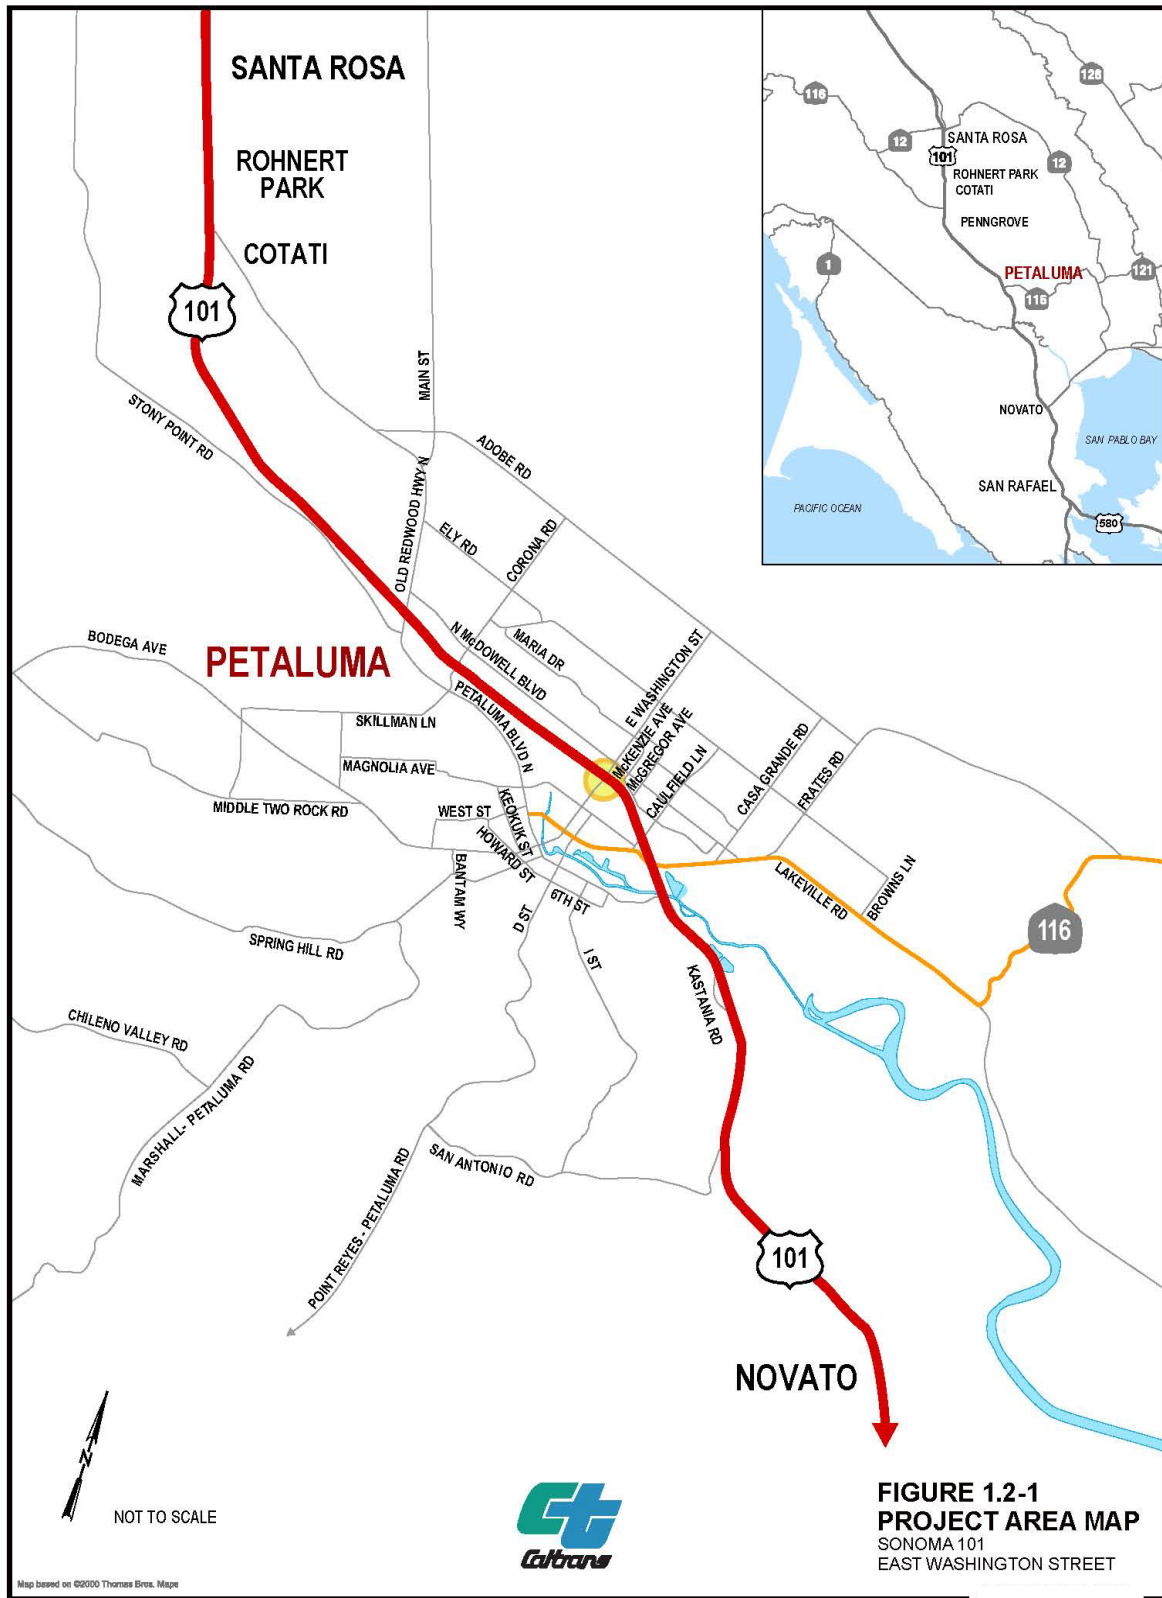 SANTA ROSA
ROHNERT
PARK
COTATI
101
MAIN ST
STONY POINT RD
ADOBE RD
OLD REDWOOD HWY N
ELY RD
CORONA RD
N McDOWELL BLVD
MARIA DR
E WASHINGTON ST
BODEGA AVE
PETALUMA
PETALUMA BLVD N
SKILLMAN LN
McKENZIE AVE
McGREGOR AVE
CAULFIELD LN
CASA GRANDE RD
FRATES RD
MAGNOLIA AVE
MIDDLE TWO ROCK RD
WEST ST
KEOKUK ST
HOWARD ST
BANTAM WY
6TH ST
D ST
I ST
LAKEVILLE RD
BROWNS LN
116
SPRING HILL RD
KASTANIA RD
CHILENO VALLEY RD
MARSHALL- PETALUMA RD
SAN ANTONIO RD
POINT REYES - PETALUMA RD
101
NOVATO
N
NOT TO SCALE
Caltrans
FIGURE 1.2-1
PROJECT AREA MAP
SONOMA 101
EAST WASHINGTON STREET
Map based on ©2000 Thomas Bros. Maps
116
128
12
SANTA ROSA
101
12
ROHNERT PARK
COTATI
PENNGROVE
1
PETALUMA
121
116
NOVATO
SAN PABLO BAY
SAN RAFAEL
PACIFIC OCEAN
580